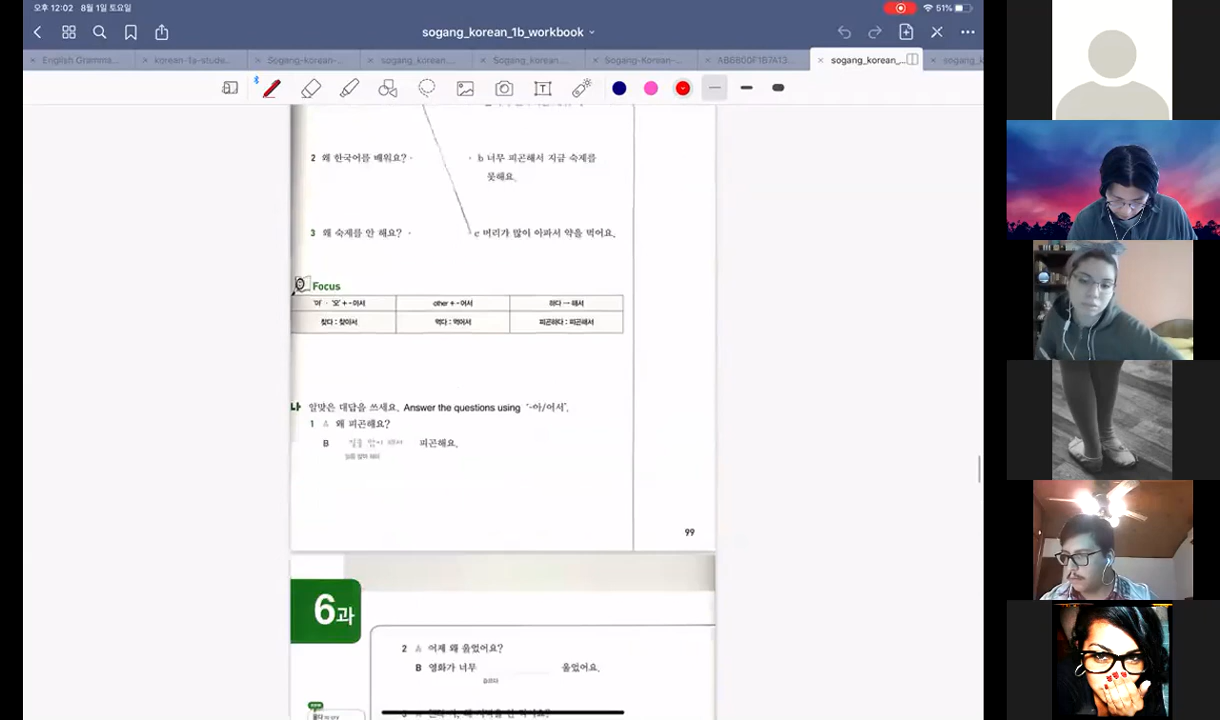 오후 12:02 8월 1일 토요일
51%
sogang_korean_1b_workbook
English Gramma... korean-1a-stude... Sogang-korean-... sogang_korean_... Sogang-Korean-... sogang_korean_... sogang_k
2 왜 한국어를 배워요?
b 너무 피곤해서 지금 숙제를
못해요.
3 왜 숙제를 안 해요?
c 머리가 많이 아파서 약을 먹어요.
Focus
'아' · '오' + -아서 other + -어서 하다 → 해서
찾다 : 찾아서 먹다 : 먹어서 피곤하다 : 피곤해서
나 알맞은 대답을 쓰세요. Answer the questions using '-아/어서'.
1 A 왜 피곤해요?
B 일을 많이 해서 피곤해요.
99
6과
2 A 어제 왜 울었어요?
B 영화가 너무 울었어요.
슬프다